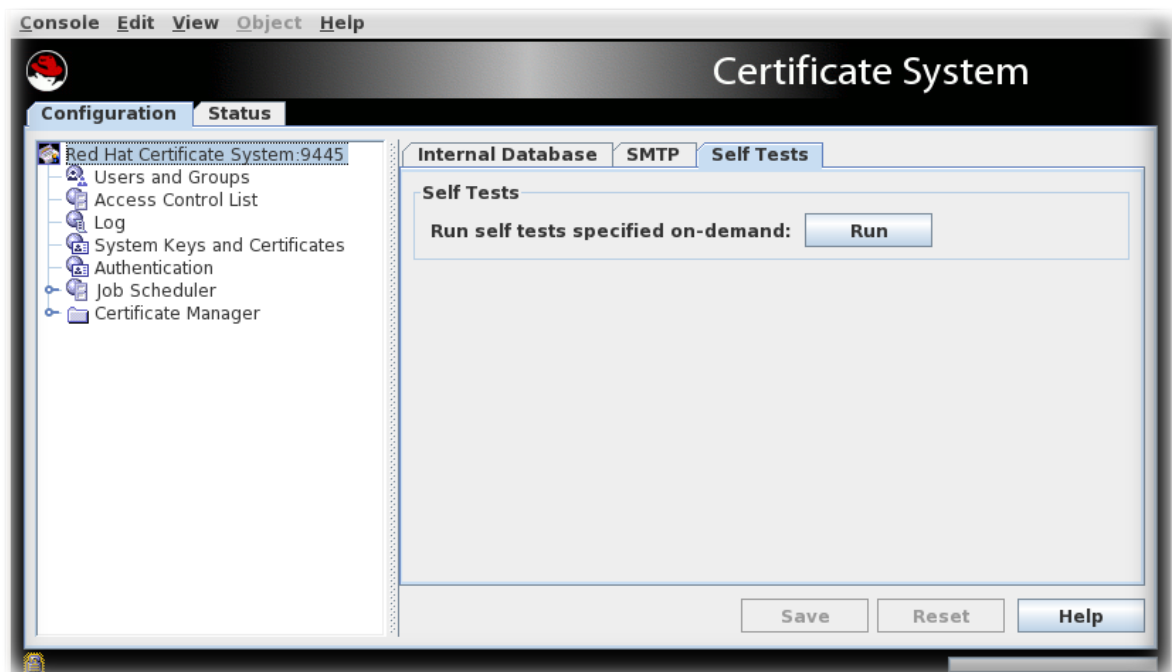 Console Edit View Object Help
Certificate System
Configuration Status
Red Hat Certificate System:9445
Users and Groups
Access Control List
Log
System Keys and Certificates
Authentication
Job Scheduler
Certificate Manager
Internal Database SMTP Self Tests
Self Tests
Run self tests specified on-demand: Run
Save Reset Help